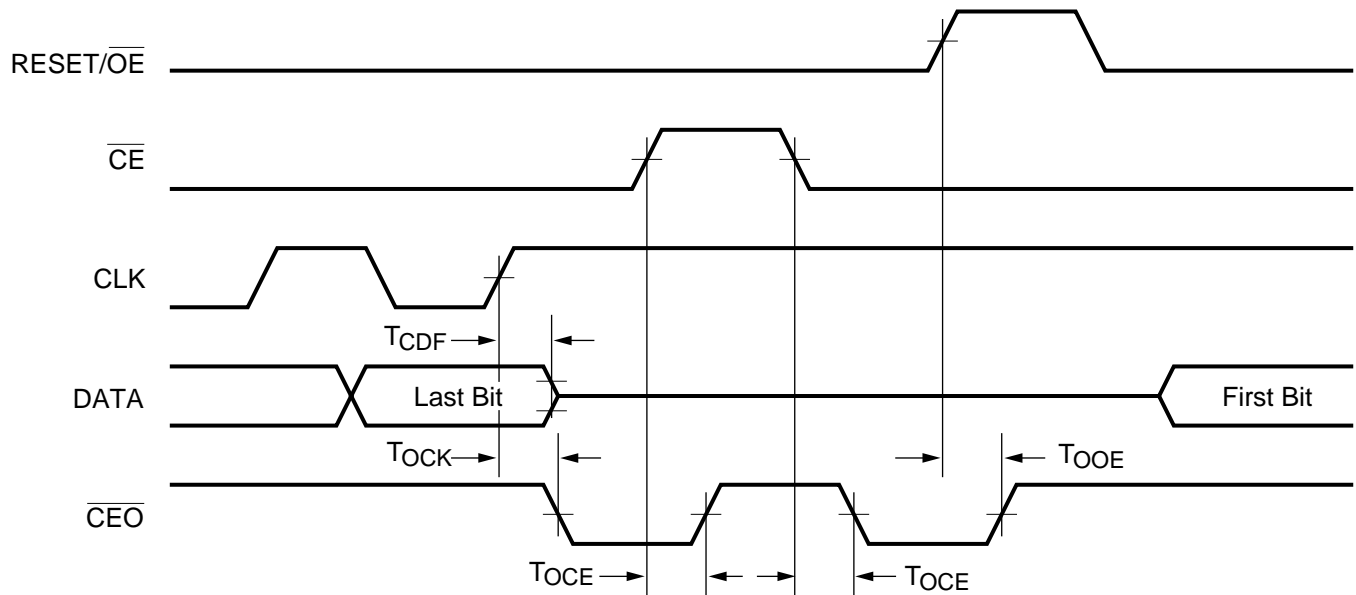 RESET/OE
CE
CLK
TCDF
DATA
Last Bit
First Bit
TOCK
TOOE
CEO
TOCE
TOCE